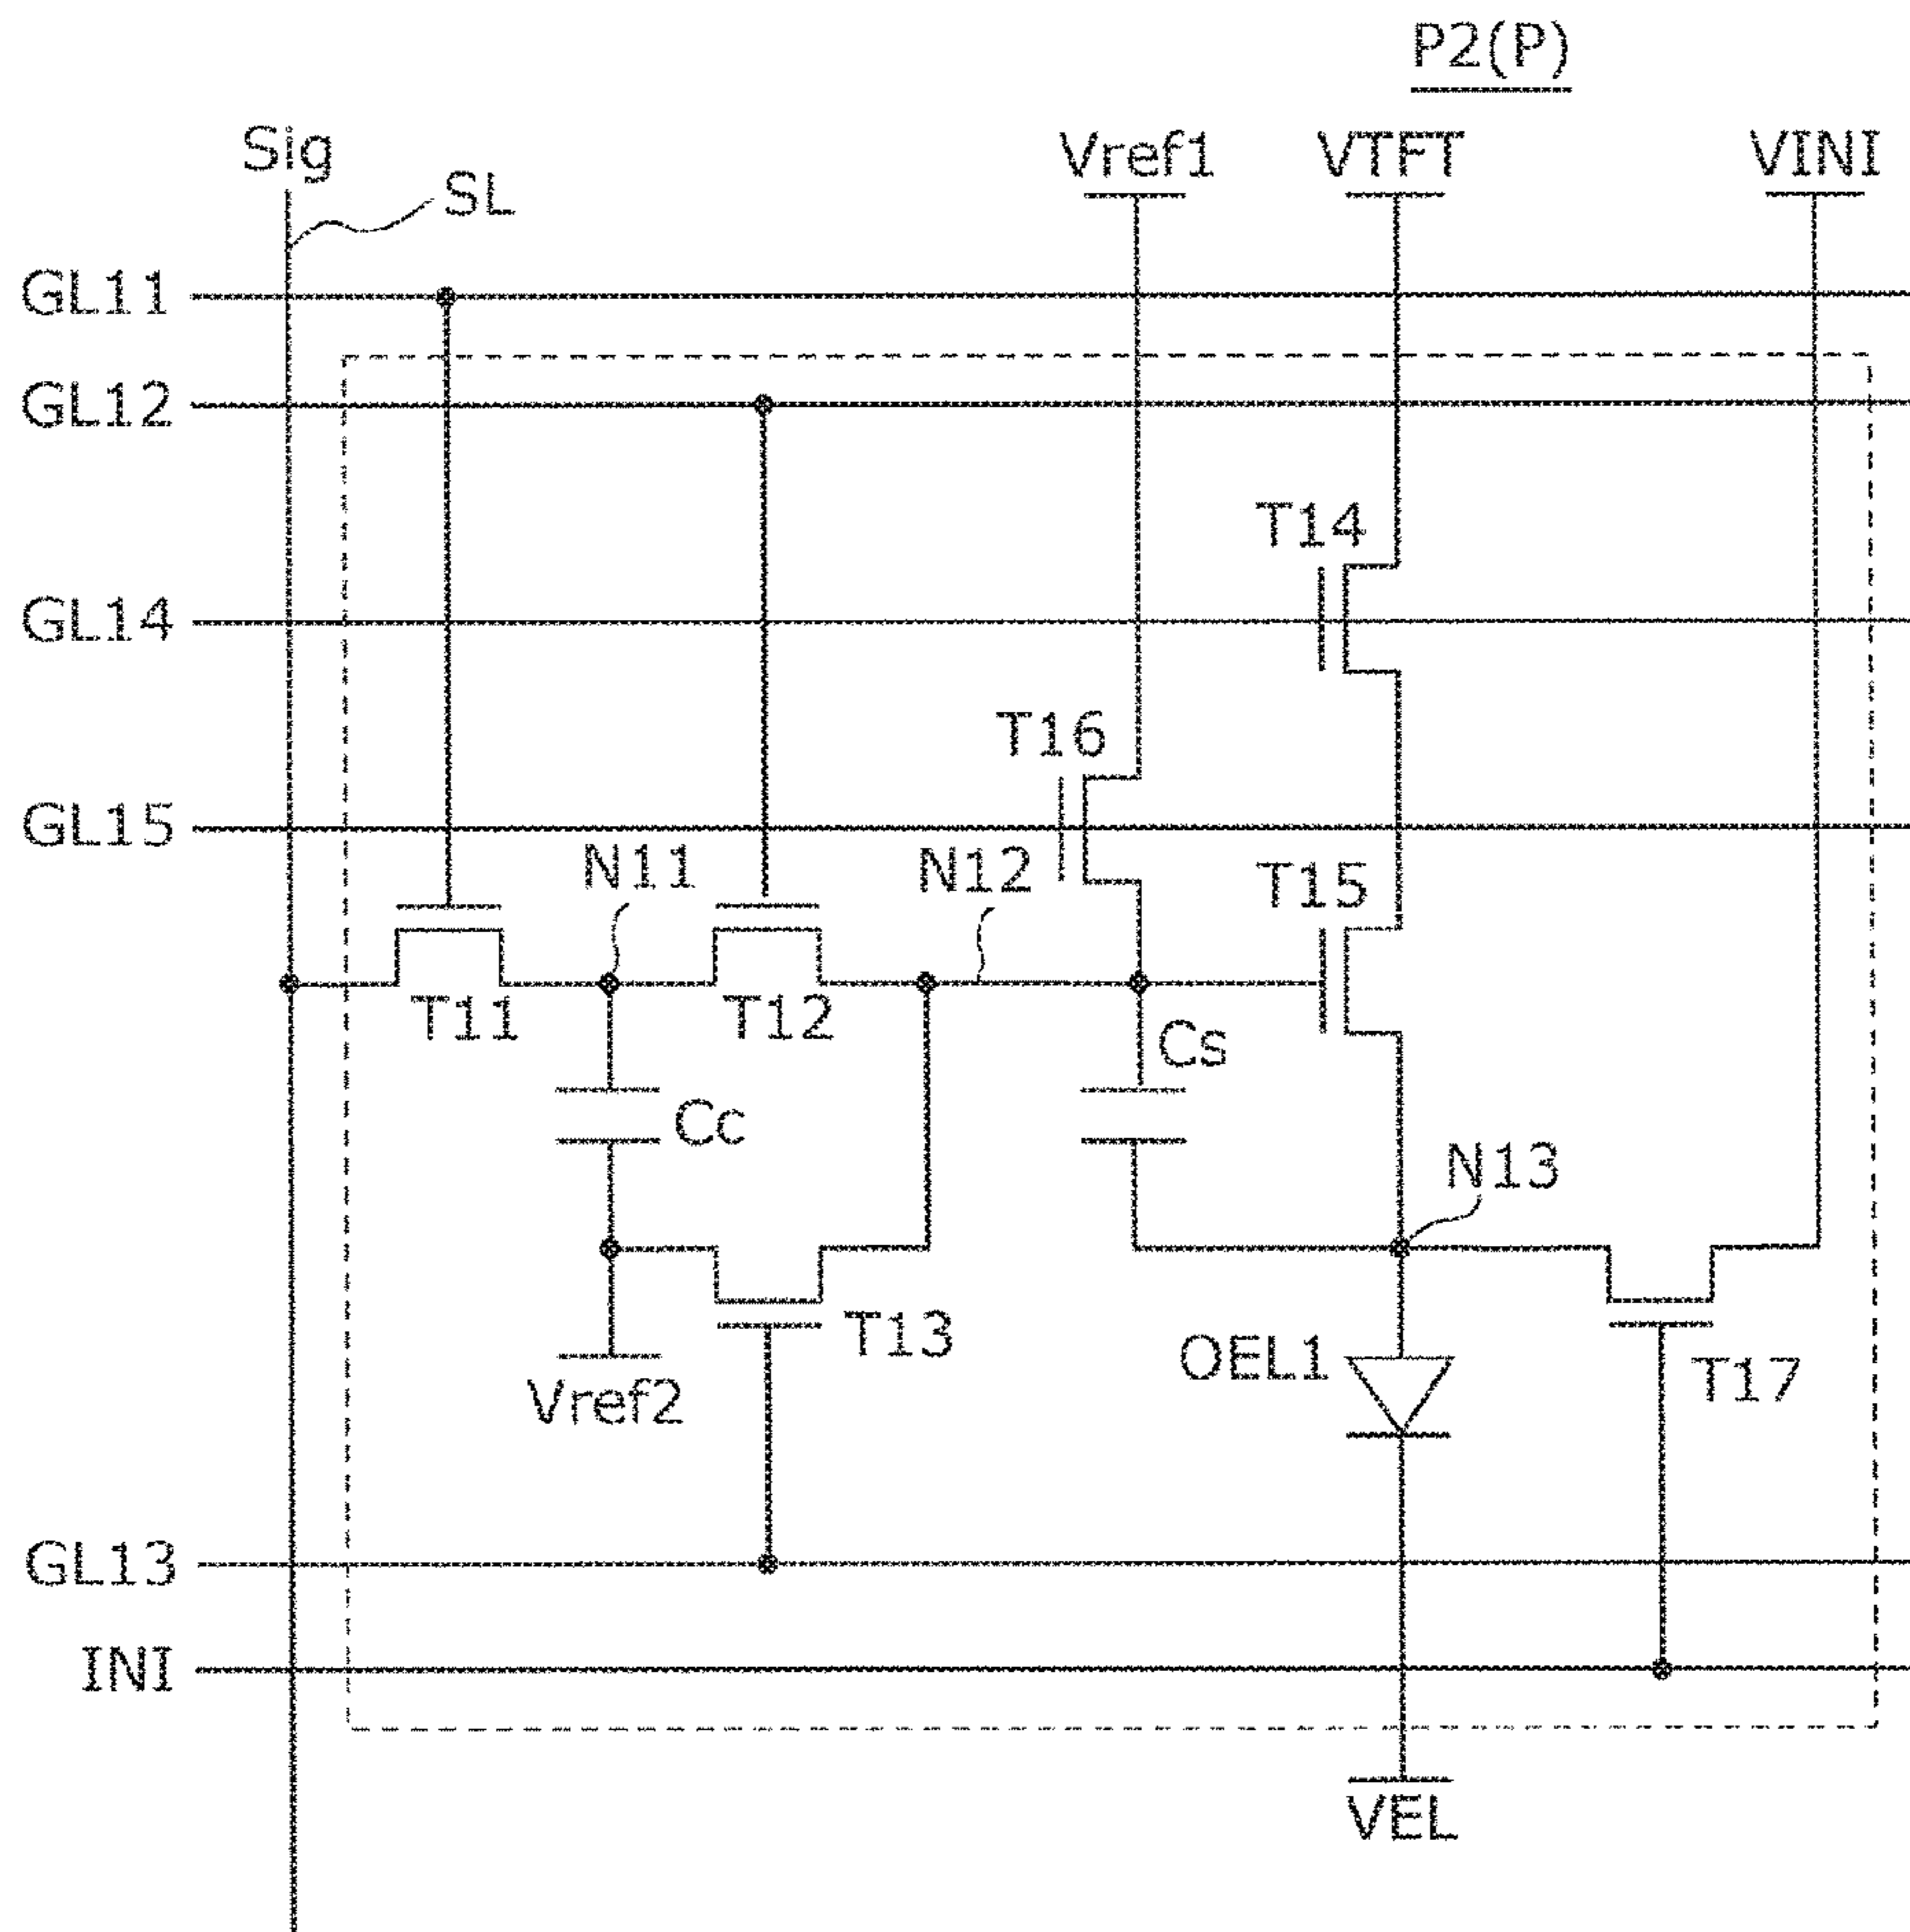 P2(P)
Sig
Vref1
VTFT
VINI
SL
GL11
GL12
T14
GL14
T16
GL15
N11
N12
T15
T11
T12
Cs
Cc
N13
T13
OEL1
T17
Vref2
GL13
INI
VEL